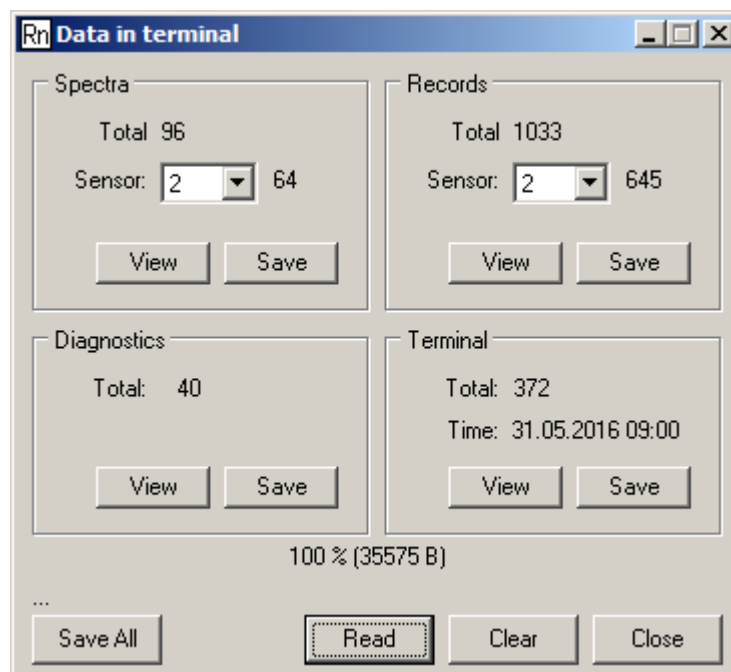 Rn Data in terminal
Spectra
Total 96
Sensor: 2 64
View Save
Records
Total 1033
Sensor: 2 645
View Save
Diagnostics
Total: 40
View Save
Terminal
Total: 372
Time: 31.05.2016 09:00
View Save
100 % (35575 B)
...
Save All Read Clear Close